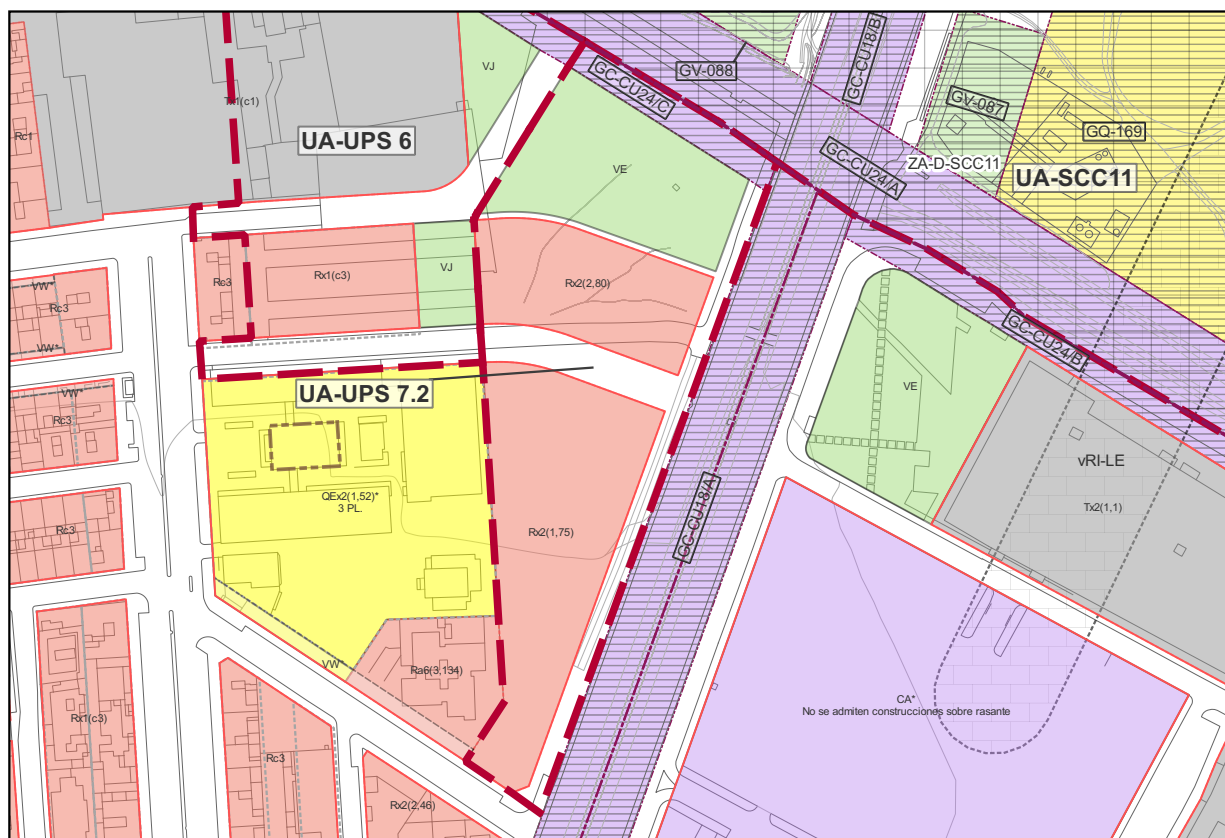 VJ
GV-088
GC-CU18/B
GC-CU24/C
GV-087
Tx1(c1)
Rc1
UA-UPS 6
GQ-169
VE
GC-CU24/A
ZA-D-SCC11
UA-SCC11
Rc3
Rx1(c3)
VJ
Rx2(2,80)
VW*
Rc3
VW*
GC-CU24/B
UA-UPS 7.2
VE
VW*
Rc3
vRI-LE
QEx2(1,52)*
3 PL.
GC-CU18/A
Tx2(1,1)
Rc3
Rx2(1,75)
VW*
Ra6(3,134)
CA*
No se admiten construcciones sobre rasante
Rx1(c3)
Rc3
Rx2(2,46)